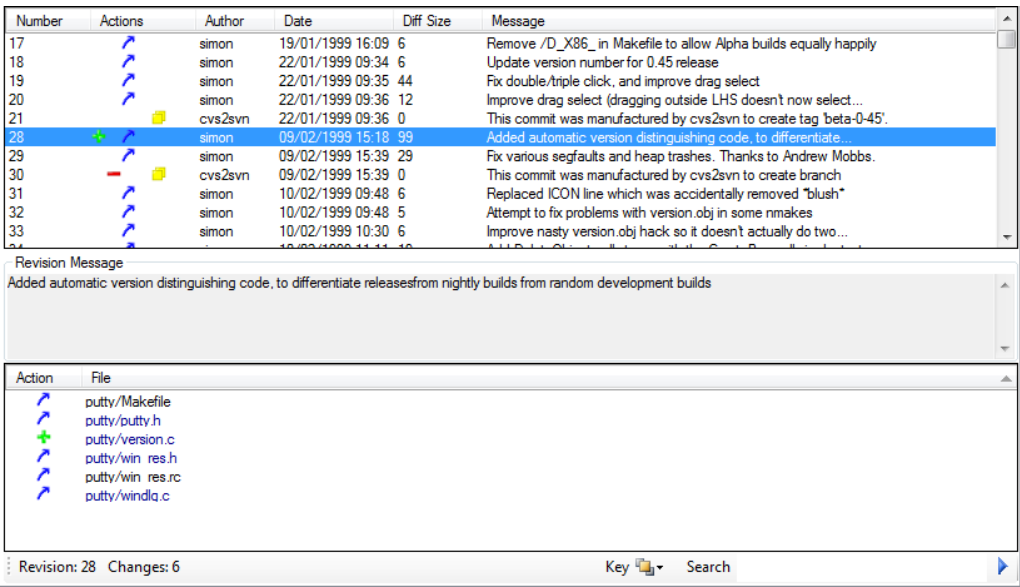 Number Actions Author Date Diff Size Message
17 simon 19/01/1999 16:09 6 Remove /D_X86_ in Makefile to allow Alpha builds equally happily
18 simon 22/01/1999 09:34 6 Update version number for 0.45 release
19 simon 22/01/1999 09:35 44 Fix double/triple click, and improve drag select
20 simon 22/01/1999 09:36 12 Improve drag select (dragging outside LHS doesn't now select...
21 cvs2svn 22/01/1999 09:36 0 This commit was manufactured by cvs2svn to create tag 'beta-0-45'.
28 simon 09/02/1999 15:18 99 Added automatic version distinguishing code, to differentiate...
29 simon 09/02/1999 15:39 29 Fix various segfaults and heap trashes. Thanks to Andrew Mobbs.
30 cvs2svn 09/02/1999 15:39 0 This commit was manufactured by cvs2svn to create branch
31 simon 10/02/1999 09:48 6 Replaced ICON line which was accidentally removed *blush*
32 simon 10/02/1999 09:48 5 Attempt to fix problems with version.obj in some nmakes
33 simon 10/02/1999 10:30 6 Improve nasty version.obj hack so it doesn't actually do two...
Revision Message
Added automatic version distinguishing code, to differentiate releasesfrom nightly builds from random development builds
Action File
putty/Makefile
putty/putty.h
putty/version.c
putty/win_res.h
putty/win_res.rc
putty/windlg.c
Revision: 28 Changes: 6 Key Search